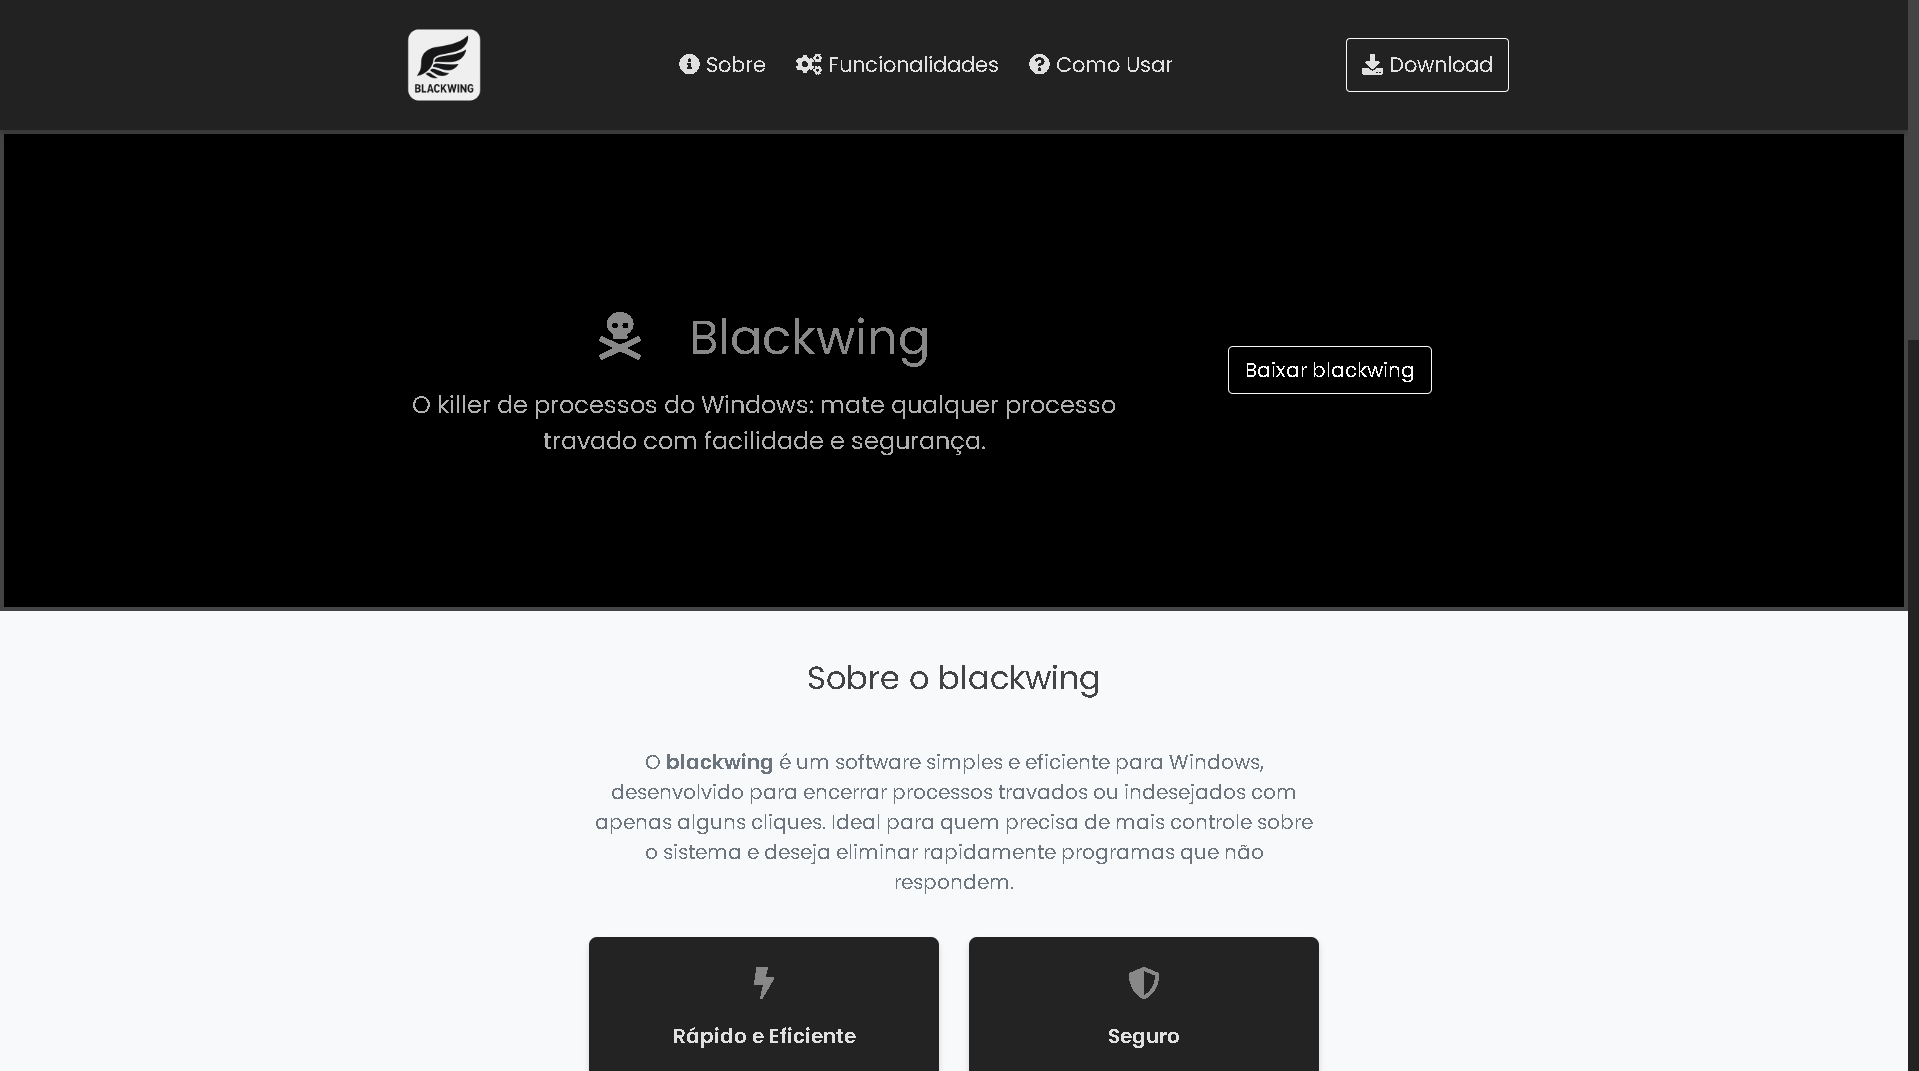 BLACKWING
Sobre
Funcionalidades
Como Usar
Download
Blackwing
O killer de processos do Windows: mate qualquer processo
travado com facilidade e segurança.
Baixar blackwing
Sobre o blackwing
O blackwing é um software simples e eficiente para Windows,
desenvolvido para encerrar processos travados ou indesejados com
apenas alguns cliques. Ideal para quem precisa de mais controle sobre
o sistema e deseja eliminar rapidamente programas que não
respondem.
Rápido e Eficiente
Seguro